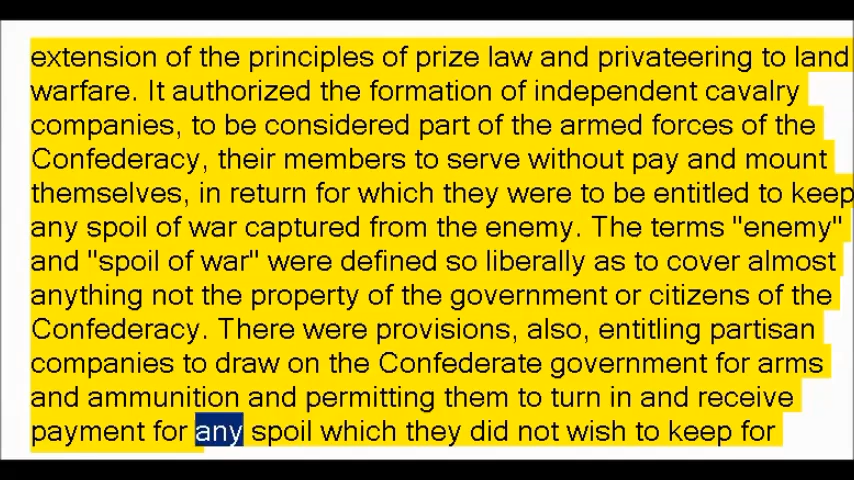 extension of the principles of prize law and privateering to land
warfare. It authorized the formation of independent cavalry
companies, to be considered part of the armed forces of the
Confederacy, their members to serve without pay and mount
themselves, in return for which they were to be entitled to keep
any spoil of war captured from the enemy. The terms "enemy"
and "spoil of war" were defined so liberally as to cover almost
anything not the property of the government or citizens of the
Confederacy. There were provisions, also, entitling partisan
companies to draw on the Confederate government for arms
and ammunition and permitting them to turn in and receive
payment for any spoil which they did not wish to keep for